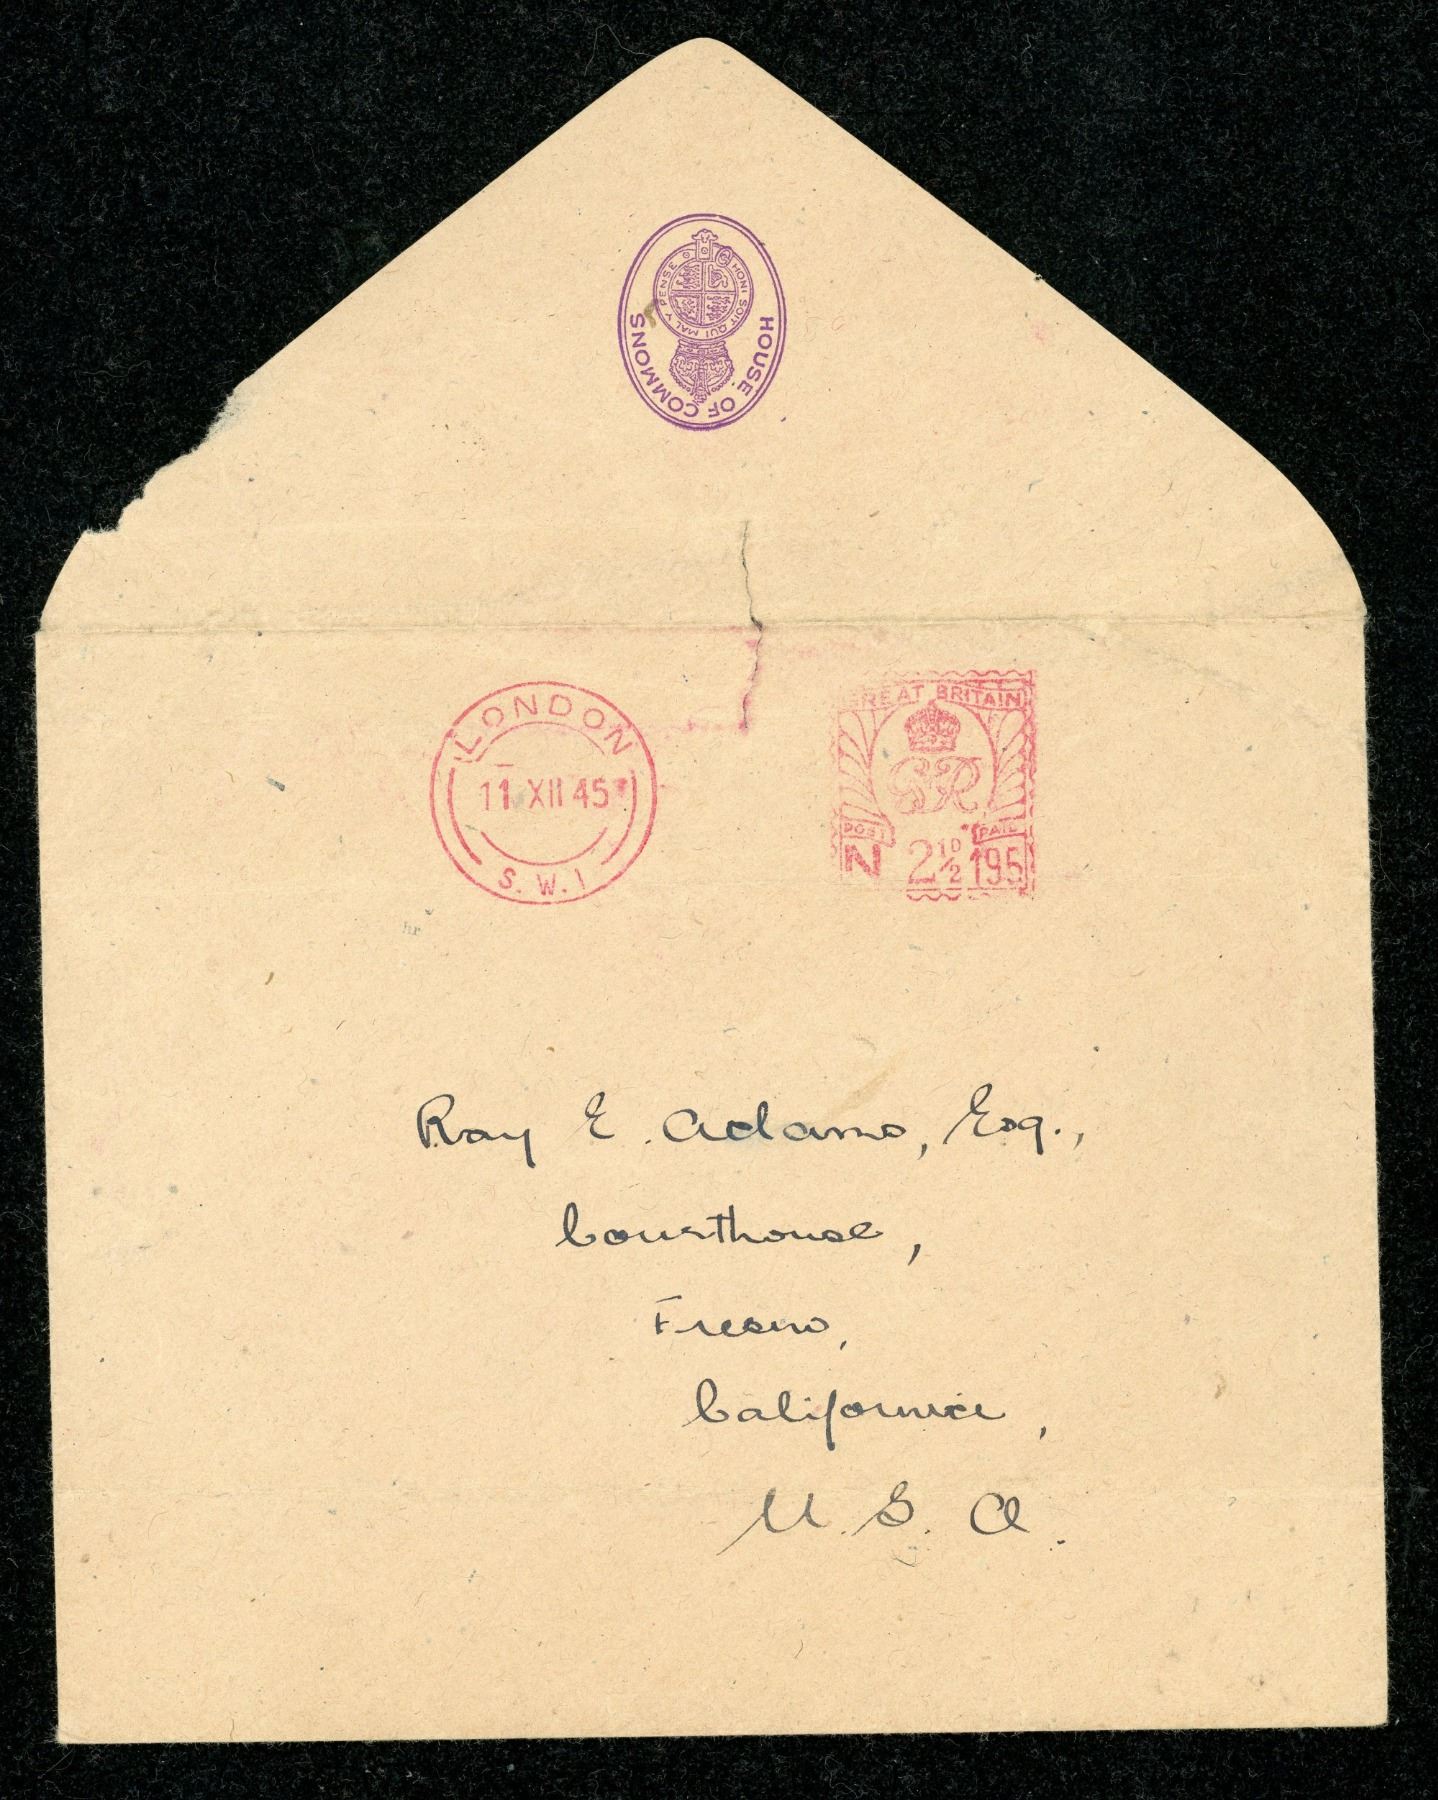 HOUSE OF COMMONS
HONI SOIT QUI MAL Y PENSE
LONDON
11 XII 45
S.W.1
GREAT BRITAIN
GR
POST PAID
N 2½D 195
Ray E. Adams, Esq.,
Courthouse,
Fresno,
California,
U.S.A.